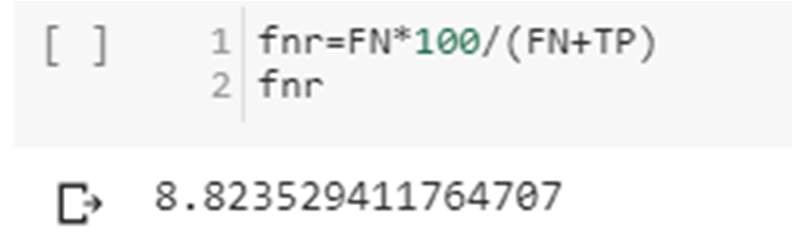 [ ] 1 fnr=FN*100/(FN+TP)
2 fnr
8.823529411764707